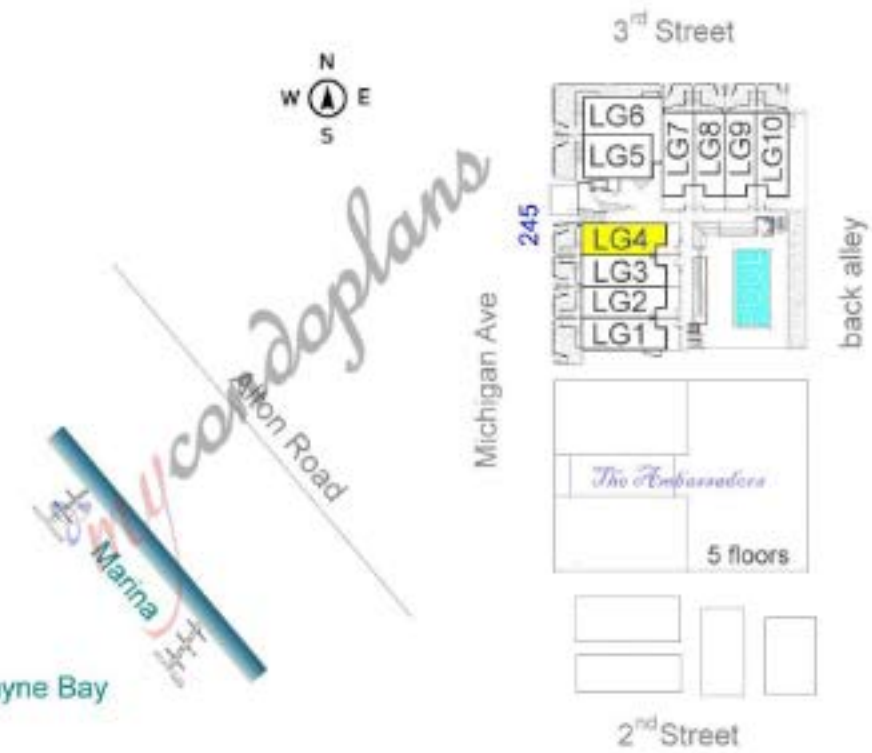 3rd Street
N
W E
S
LG6
LG5
LG7
LG8
LG9
LG10
245
LG4
LG3
LG2
LG1
Michigan Ave
back alley
mycondoplans
Alton Road
The Ambassadors
5 floors
Marina
yne Bay
2nd Street